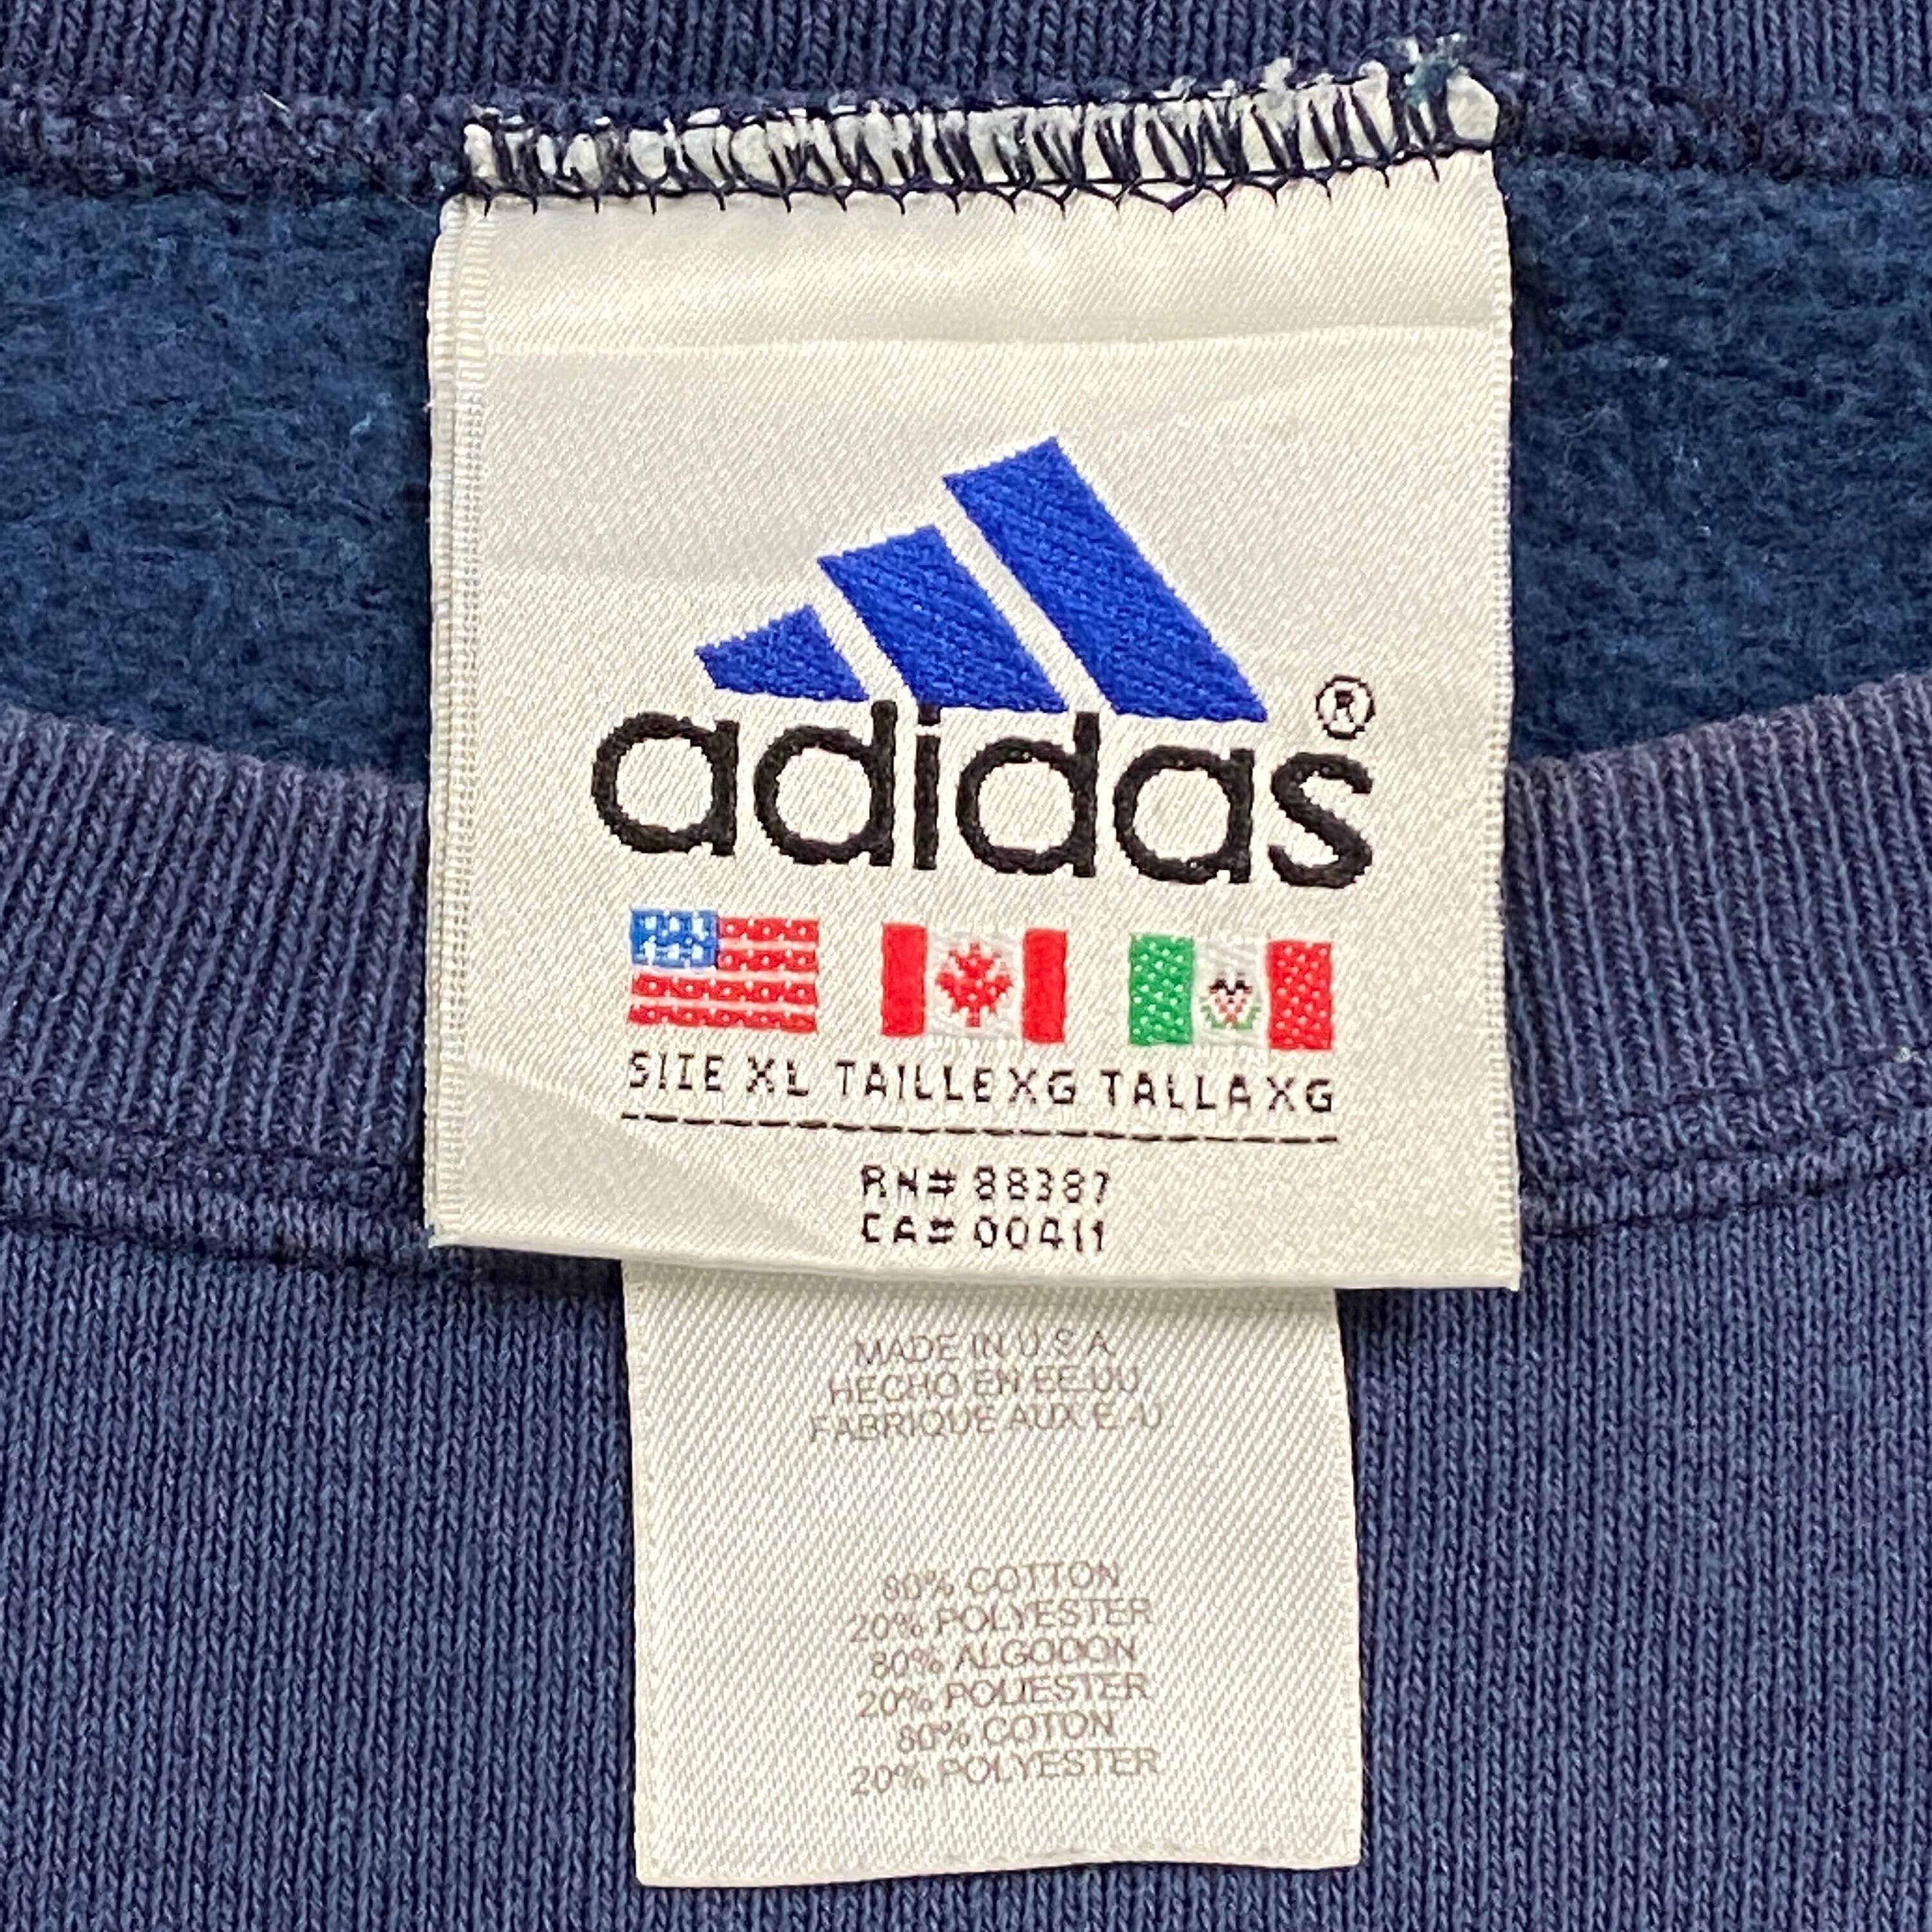 adidas®
SIZE XL TAILLE XG TALLA XG
RN# 88387
CA# 00411
MADE IN U.S.A.
HECHO EN EE.UU.
FABRIQUE AUX E.-U.
80% COTTON
20% POLYESTER
80% ALGODON
20% POLIESTER
80% COTON
20% POLYESTER